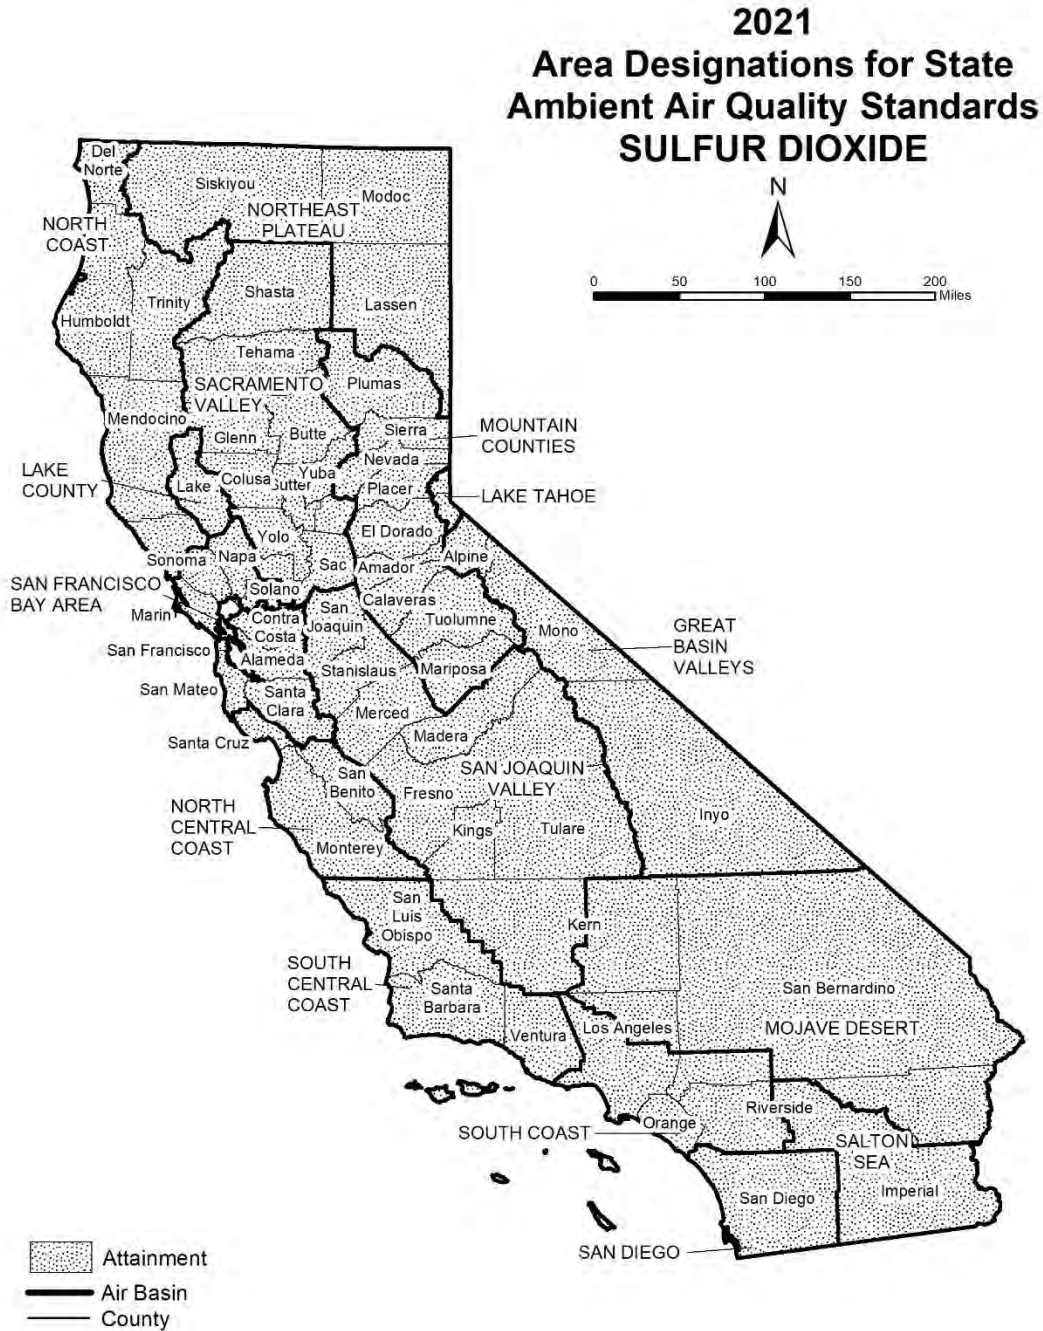 2021
Area Designations for State
Ambient Air Quality Standards
SULFUR DIOXIDE
N
0 50 100 150 200
Miles
Del
Norte
Siskiyou
Modoc
NORTHEAST
PLATEAU
NORTH
COAST
Trinity
Shasta
Lassen
Humboldt
Tehama
Plumas
SACRAMENTO
VALLEY
Mendocino
Glenn
Butte
Sierra
MOUNTAIN
COUNTIES
Nevada
LAKE
COUNTY
Lake
Colusa
Yuba
Placer
LAKE TAHOE
El Dorado
Yolo
Sonoma
Napa
Sac
Alpine
Amador
SAN FRANCISCO
BAY AREA
Solano
Marin
Contra
Costa
San
Joaquin
Calaveras
Tuolumne
Mono
GREAT
BASIN
VALLEYS
San Francisco
Alameda
Stanislaus
Mariposa
San Mateo
Santa
Clara
Merced
Madera
Santa Cruz
San
Benito
Fresno
SAN JOAQUIN
VALLEY
NORTH
CENTRAL
COAST
Kings
Tulare
Inyo
Monterey
San
Luis
Obispo
Kern
SOUTH
CENTRAL
COAST
Santa
Barbara
San Bernardino
Ventura
Los Angeles
MOJAVE DESERT
Orange
Riverside
SOUTH COAST
SALTON
SEA
San Diego
Imperial
SAN DIEGO
Attainment
Air Basin
County